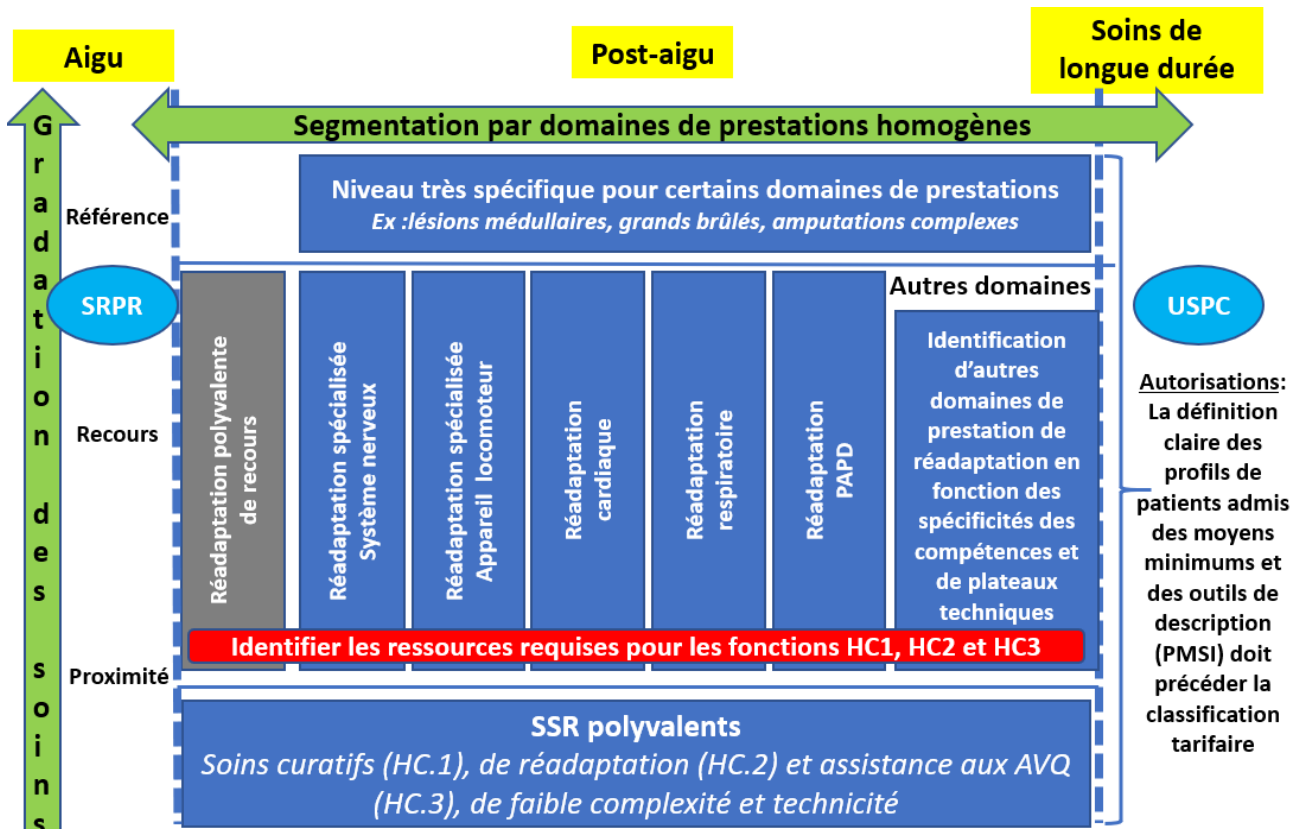 Aigu
Post-aigu
Soins de
longue durée
Gradation des soins
Segmentation par domaines de prestations homogènes
Niveau très spécifique pour certains domaines de prestations
Ex :lésions médullaires, grands brûlés, amputations complexes
Référence
SRPR
Recours
Proximité
Réadaptation polyvalente
de recours
Réadaptation spécialisée
Système nerveux
Réadaptation spécialisée
Appareil locomoteur
Réadaptation
cardiaque
Réadaptation
respiratoire
Réadaptation
PAPD
Autres domaines
Identification
d'autres
domaines de
prestation de
réadaptation en
fonction des
spécificités des
compétences et
de plateaux
techniques
Identifier les ressources requises pour les fonctions HC1, HC2 et HC3
SSR polyvalents
Soins curatifs (HC.1), de réadaptation (HC.2) et assistance aux AVQ
(HC.3), de faible complexité et technicité
USPC
Autorisations:
La définition
claire des
profils de
patients admis
des moyens
minimums et
des outils de
description
(PMSI) doit
précéder la
classification
tarifaire